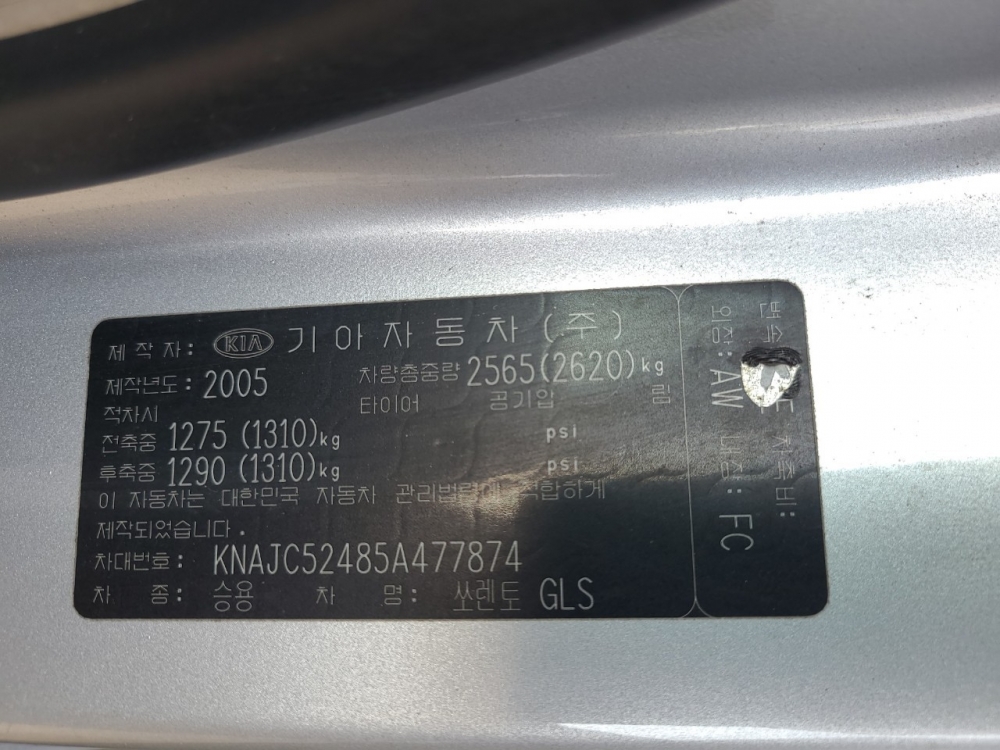 제 작 자: KIA 기아자동차(주)
제작년도: 2005 차량총중량 2565(2620)kg
적차시 타이어 공기압 림
전축중 1275 (1310)kg psi
후축중 1290 (1310)kg psi
이 자동차는 대한민국 자동차 관리법령에 적합하게
제작되었습니다.
차대번호: KNAJC52485A477874
차 종: 승용 차 명: 쏘렌토 GLS
변속
외장: AW 내장: FC